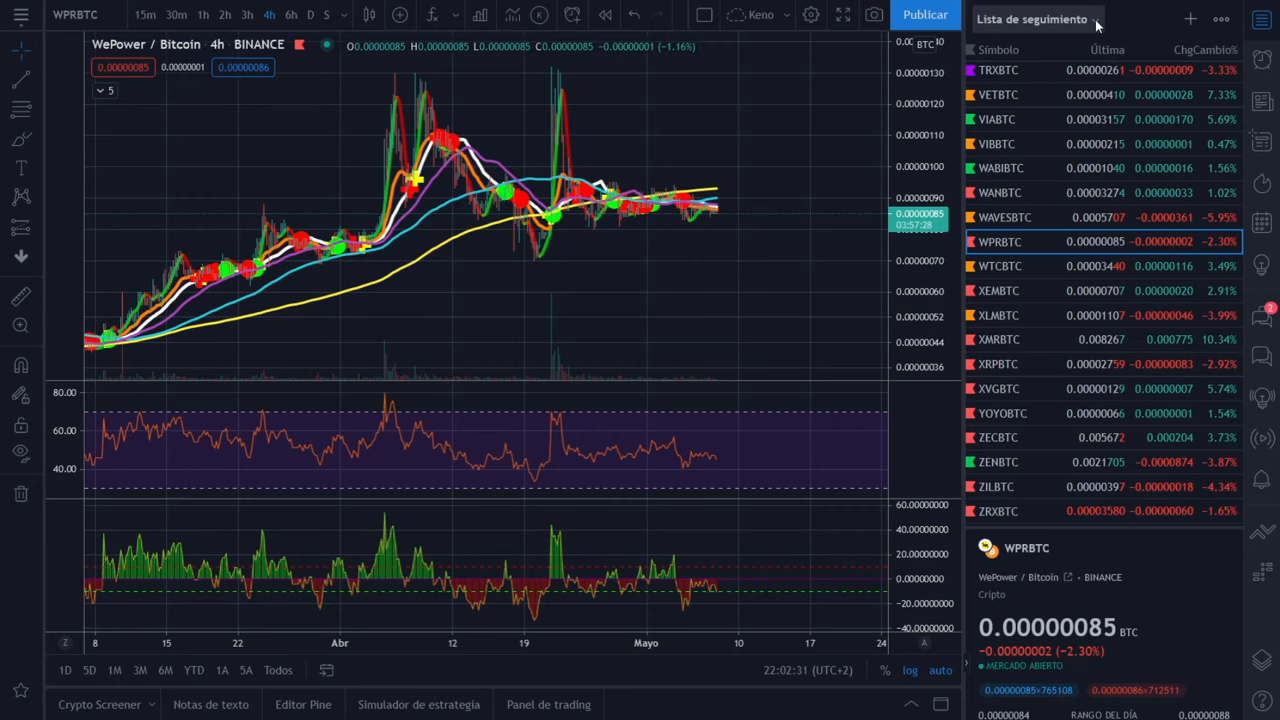 WPRBTC 15m 30m 1h 2h 3h 4h 6h D S Keno Publicar
Lista de seguimiento
WePower / Bitcoin · 4h · BINANCE O0.00000085 H0.00000085 L0.00000085 C0.00000085 −0.00000001 (−1.16%)
0.00000085 0.00000001 0.00000086
5
BTC
0.00000130
0.00000120
0.00000110
0.00000100
0.00000090
0.00000085
03:57:28
0.00000070
0.00000060
0.00000052
0.00000044
0.00000036
80.00
60.00
40.00
60.00000000
40.00000000
20.00000000
0.00000000
−20.00000000
−40.00000000
Z 8 15 22 Abr 12 19 Mayo 10 17 24 A
1D 5D 1M 3M 6M YTD 1A 5A Todos 22:02:31 (UTC+2) % log auto
Crypto Screener Notas de texto Editor Pine Simulador de estrategia Panel de trading
Símbolo Última ChgCambio%
TRXBTC 0.00000261 −0.00000009 −3.33%
VETBTC 0.00000410 0.00000028 7.33%
VIABTC 0.00003157 0.00000170 5.69%
VIBBTC 0.00000215 0.00000001 0.47%
WABIBTC 0.00001040 0.00000016 1.56%
WANBTC 0.00003274 0.00000033 1.02%
WAVESBTC 0.0005707 −0.0000361 −5.95%
WPRBTC 0.00000085 −0.00000002 −2.30%
WTCBTC 0.00003440 0.00000116 3.49%
XEMBTC 0.00000707 0.00000020 2.91%
XLMBTC 0.00001107 −0.00000046 −3.99%
XMRBTC 0.008267 0.000775 10.34%
XRPBTC 0.00002759 −0.00000083 −2.92%
XVGBTC 0.00000129 0.00000007 5.74%
YOYOBTC 0.00000066 0.00000001 1.54%
ZECBTC 0.005672 0.000204 3.73%
ZENBTC 0.0021705 −0.0000874 −3.87%
ZILBTC 0.00000397 −0.00000018 −4.34%
ZRXBTC 0.00003580 −0.00000060 −1.65%
WPRBTC
WePower / Bitcoin · BINANCE
Cripto
0.00000085 BTC
−0.00000002 (−2.30%)
MERCADO ABIERTO
0.00000085×765108 0.00000086×712511
0.00000084 RANGO DEL DÍA 0.00000088
2